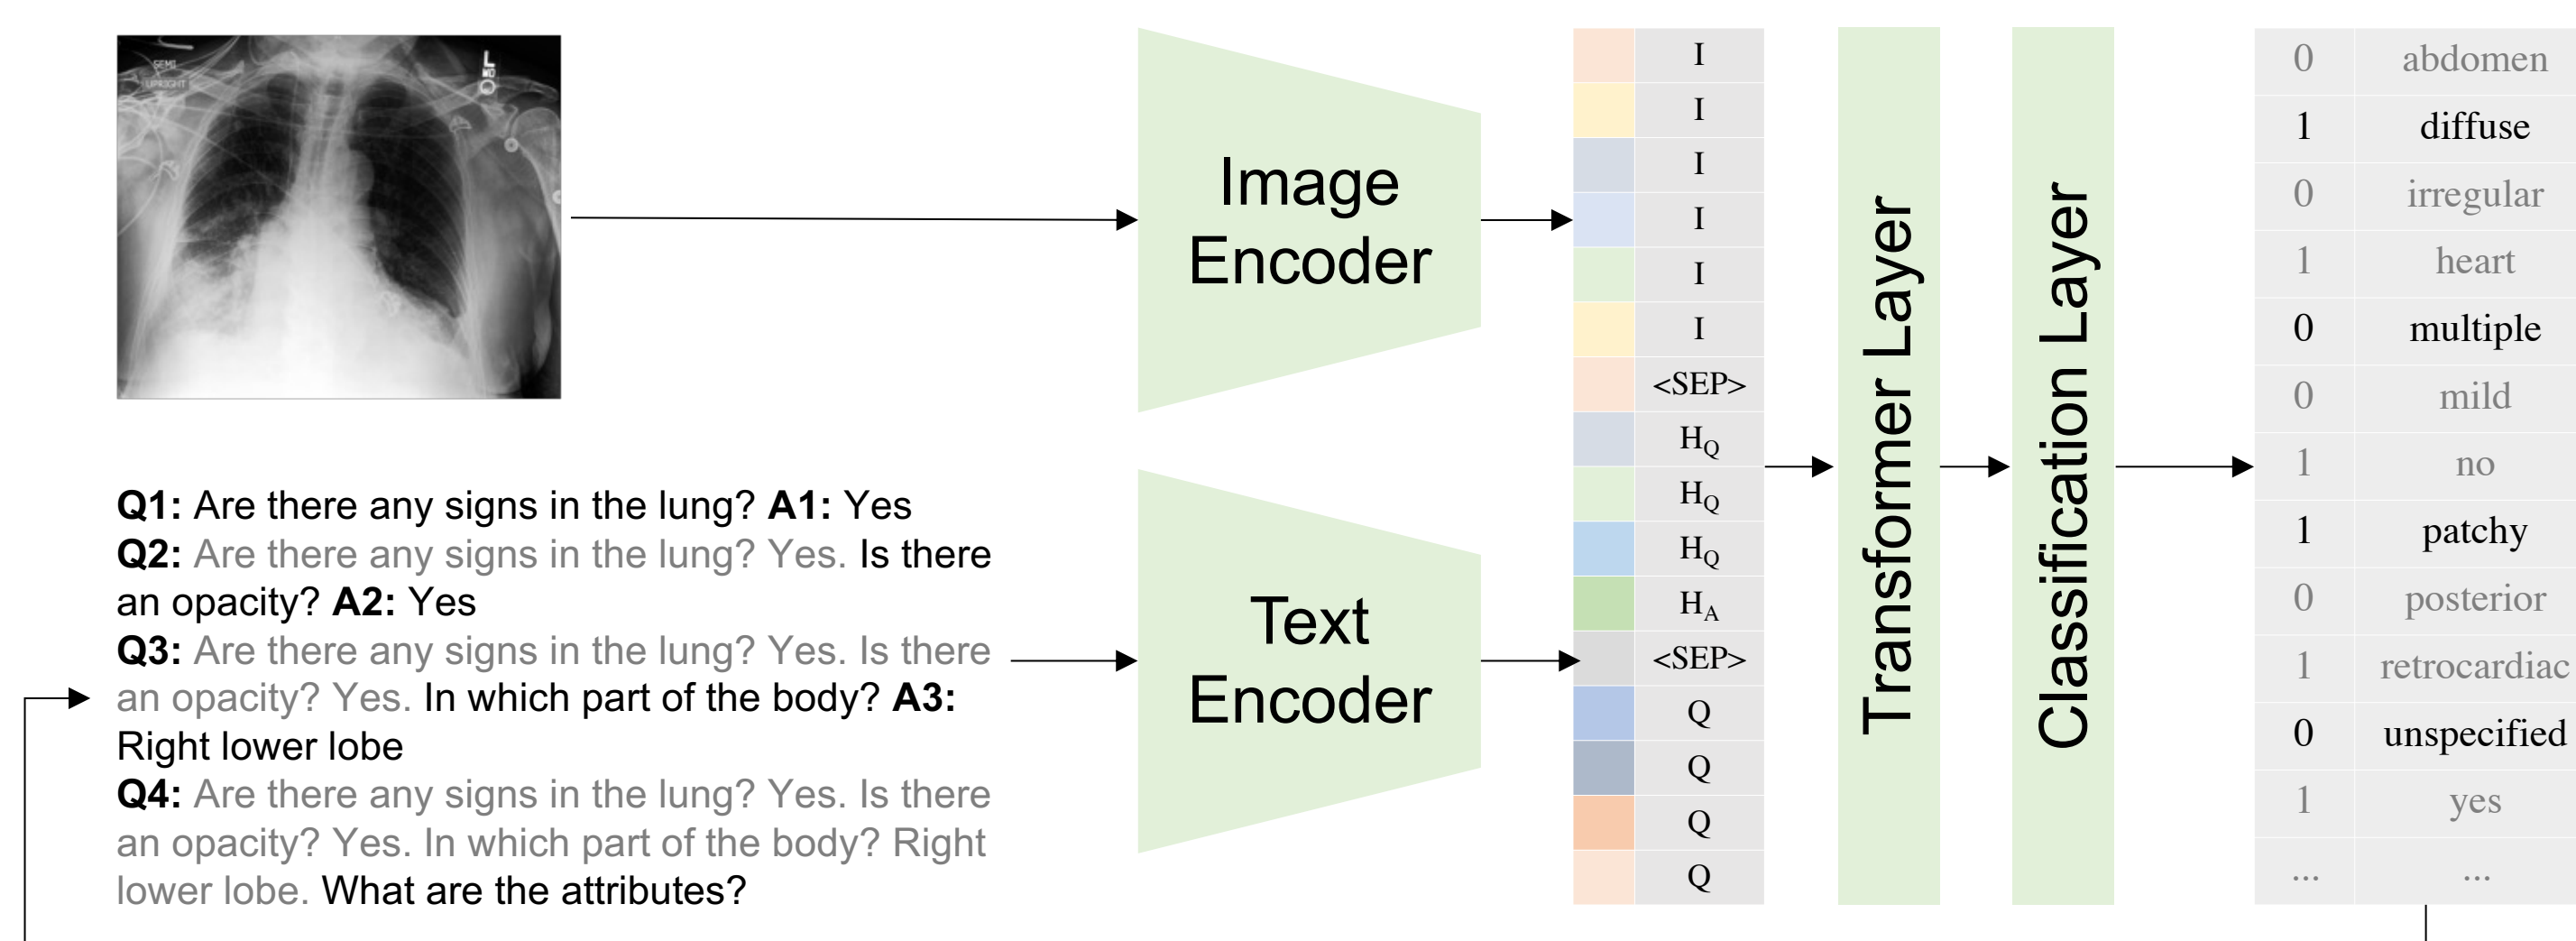 SEMI
UPRIGHT
L
Q1: Are there any signs in the lung? A1: Yes
Q2: Are there any signs in the lung? Yes. Is there
an opacity? A2: Yes
Q3: Are there any signs in the lung? Yes. Is there
an opacity? Yes. In which part of the body? A3:
Right lower lobe
Q4: Are there any signs in the lung? Yes. Is there
an opacity? Yes. In which part of the body? Right
lower lobe. What are the attributes?
Image
Encoder
Text
Encoder
I
I
I
I
I
I
<SEP>
HQ
HQ
HQ
HA
<SEP>
Q
Q
Q
Q
Transformer Layer
Classification Layer
0 abdomen
1 diffuse
0 irregular
1 heart
0 multiple
0 mild
1 no
1 patchy
0 posterior
1 retrocardiac
0 unspecified
1 yes
... ...